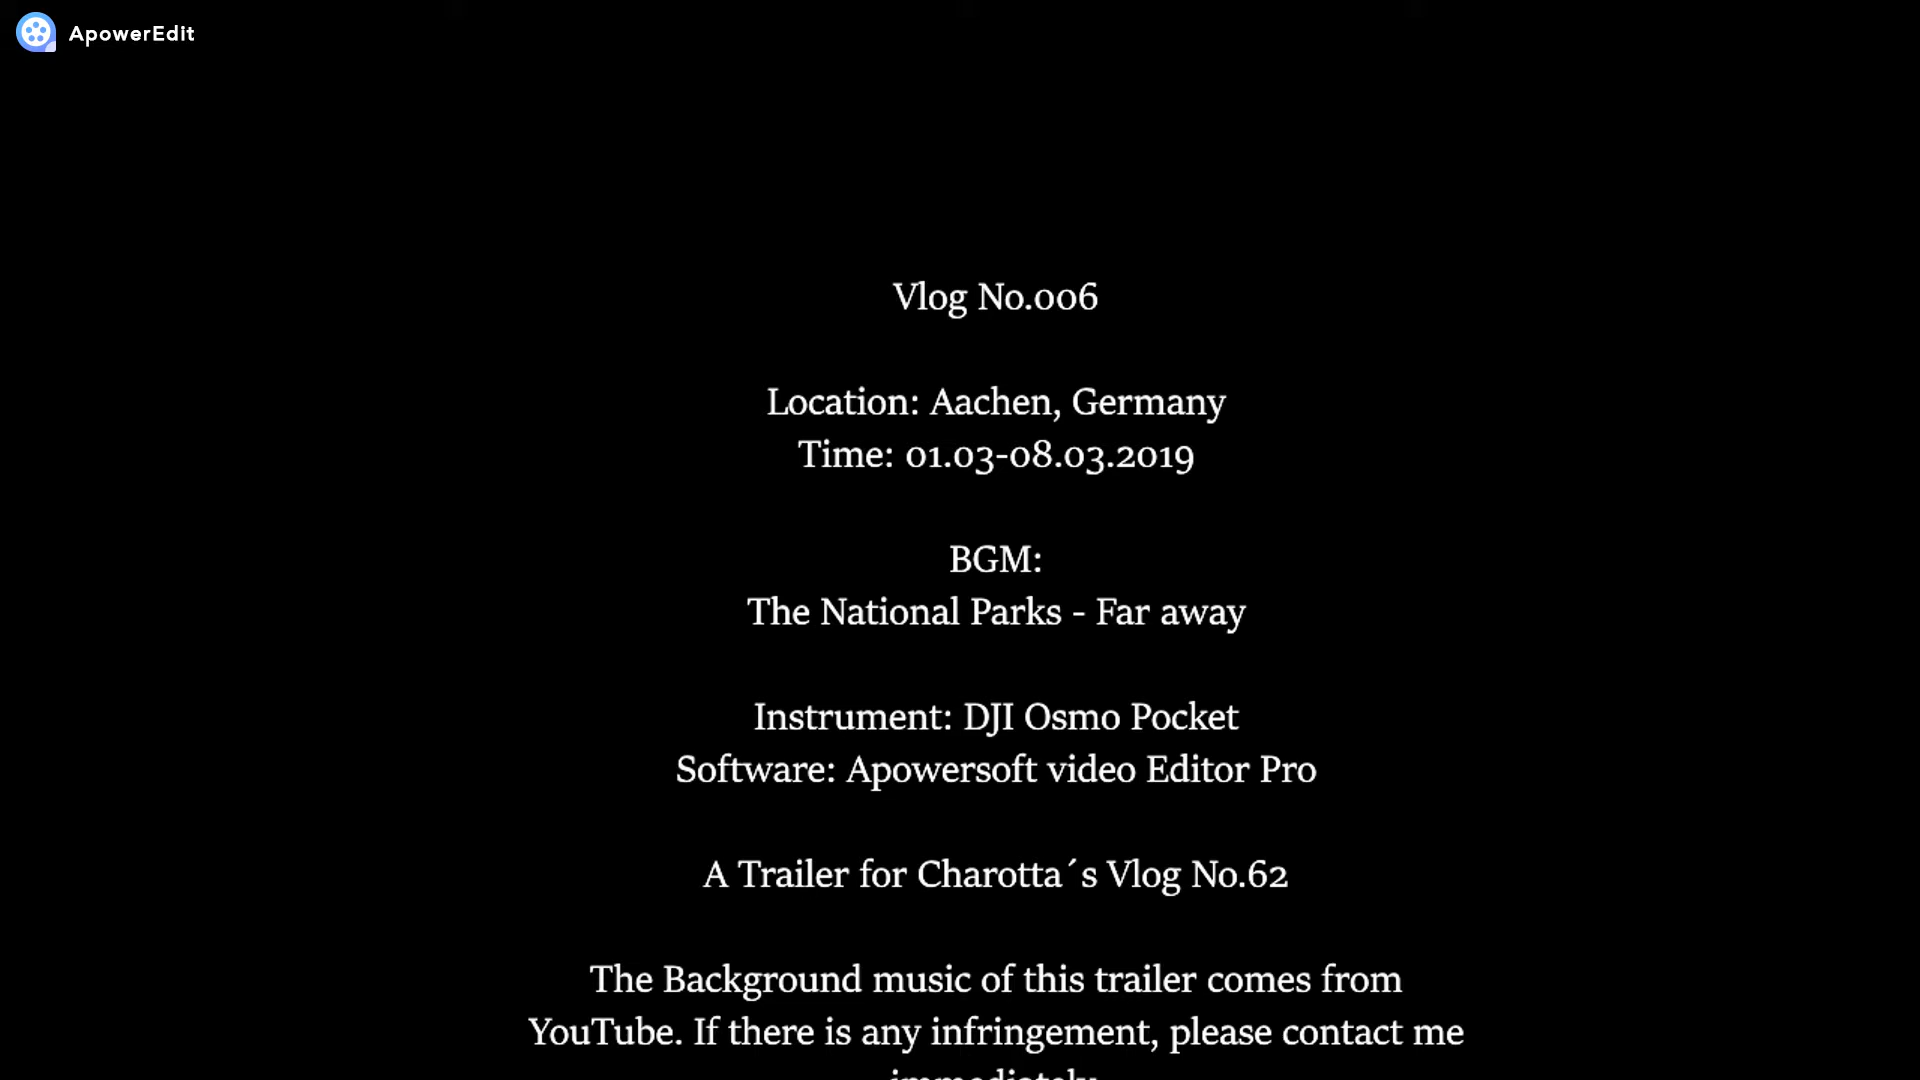 ApowerEdit
Vlog No.006
Location: Aachen, Germany
Time: 01.03-08.03.2019
BGM:
The National Parks - Far away
Instrument: DJI Osmo Pocket
Software: Apowersoft video Editor Pro
A Trailer for Charotta´s Vlog No.62
The Background music of this trailer comes from
YouTube. If there is any infringement, please contact me
immediately